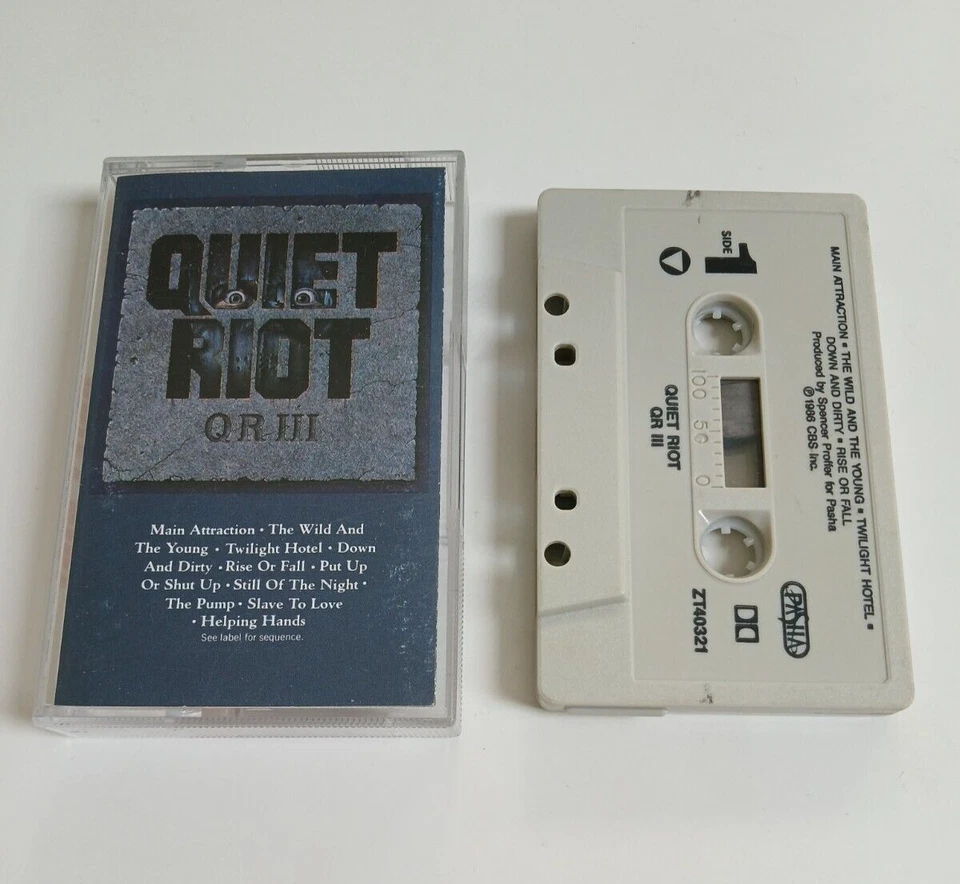 QUIET
RIOT
QR III
Main Attraction • The Wild And
The Young • Twilight Hotel • Down
And Dirty • Rise Or Fall • Put Up
Or Shut Up • Still Of The Night •
The Pump • Slave To Love
• Helping Hands
See label for sequence.
MAIN ATTRACTION ▪ THE WILD AND THE YOUNG ▪ TWILIGHT HOTEL ▪
DOWN AND DIRTY ▪ RISE OR FALL
Produced by Spencer Proffer for Pasha
℗ 1986 CBS Inc.
SIDE 1
100 50 0
QUIET RIOT
QR III
PASHA
ZT40321